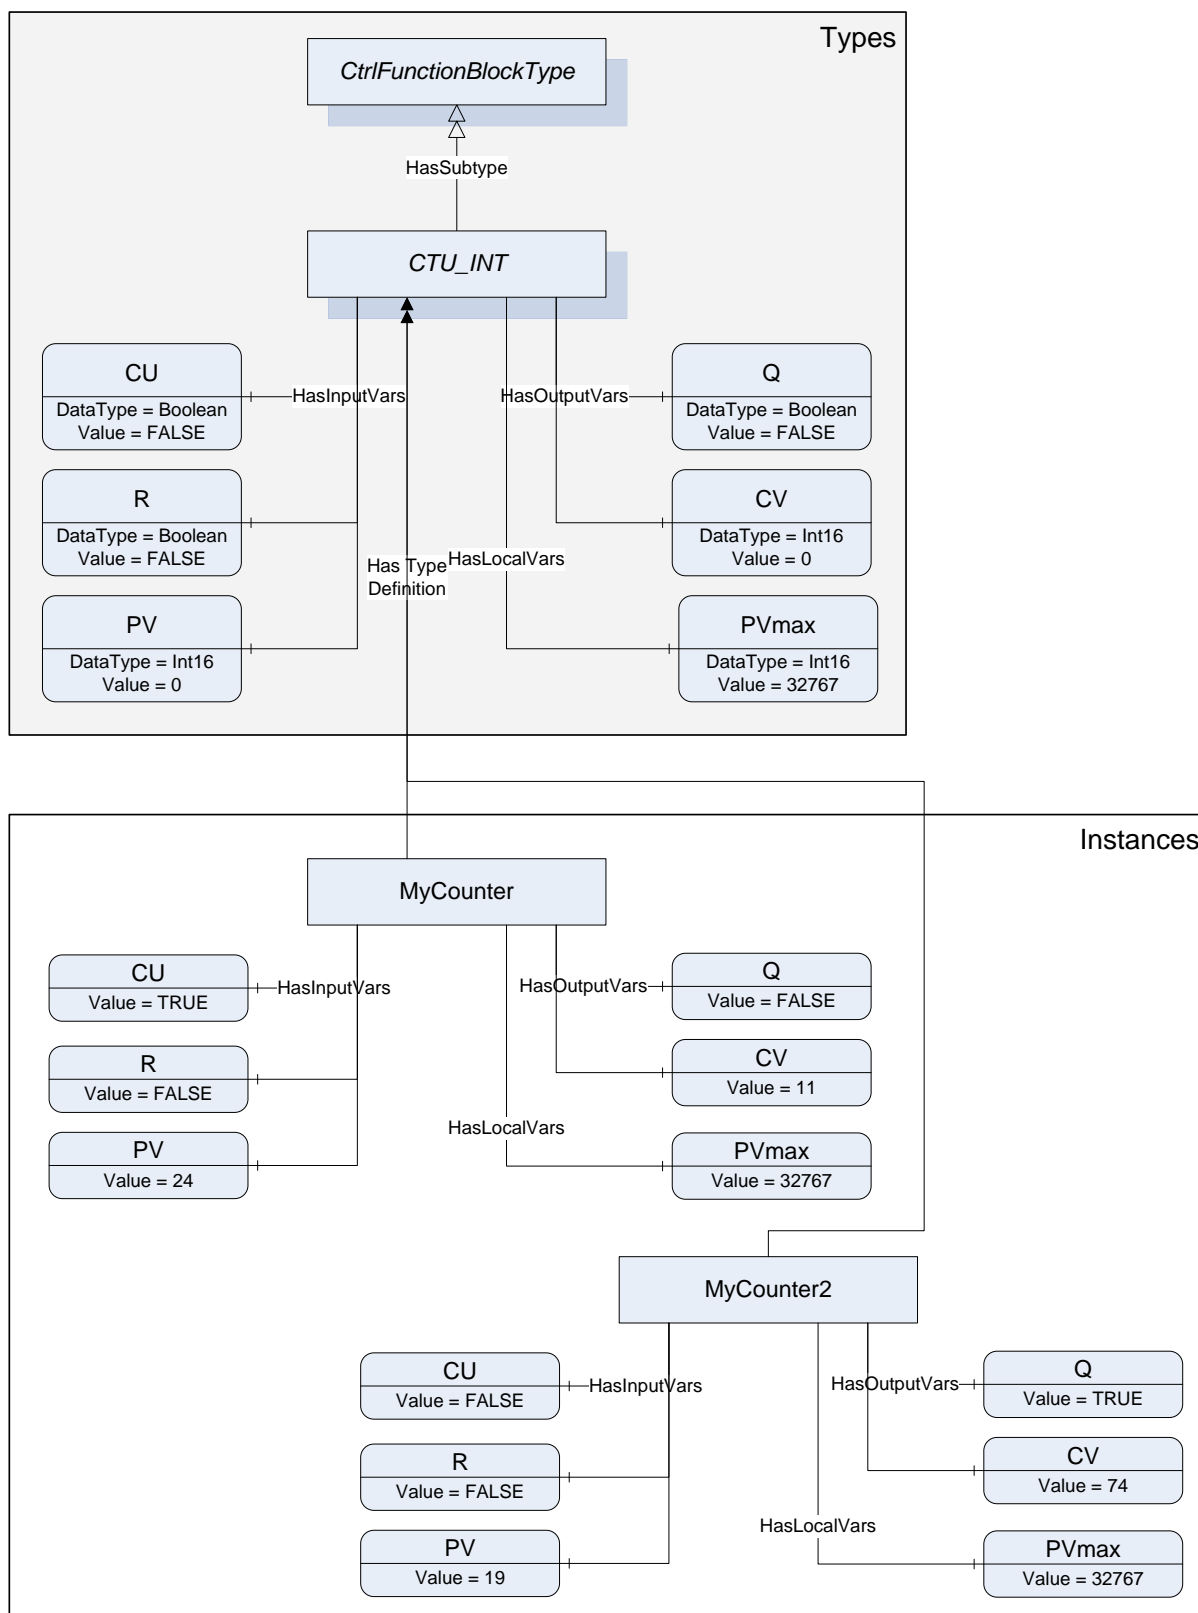 Types
CtrlFunctionBlockType
HasSubtype
CTU_INT
CU
DataType = Boolean
Value = FALSE
HasInputVars
HasOutputVars
Q
DataType = Boolean
Value = FALSE
R
DataType = Boolean
Value = FALSE
CV
DataType = Int16
Value = 0
Has Type
Definition
HasLocalVars
PV
DataType = Int16
Value = 0
PVmax
DataType = Int16
Value = 32767
Instances
MyCounter
CU
Value = TRUE
HasInputVars
HasOutputVars
Q
Value = FALSE
R
Value = FALSE
CV
Value = 11
HasLocalVars
PV
Value = 24
PVmax
Value = 32767
MyCounter2
CU
Value = FALSE
HasInputVars
HasOutputVars
Q
Value = TRUE
R
Value = FALSE
CV
Value = 74
HasLocalVars
PV
Value = 19
PVmax
Value = 32767